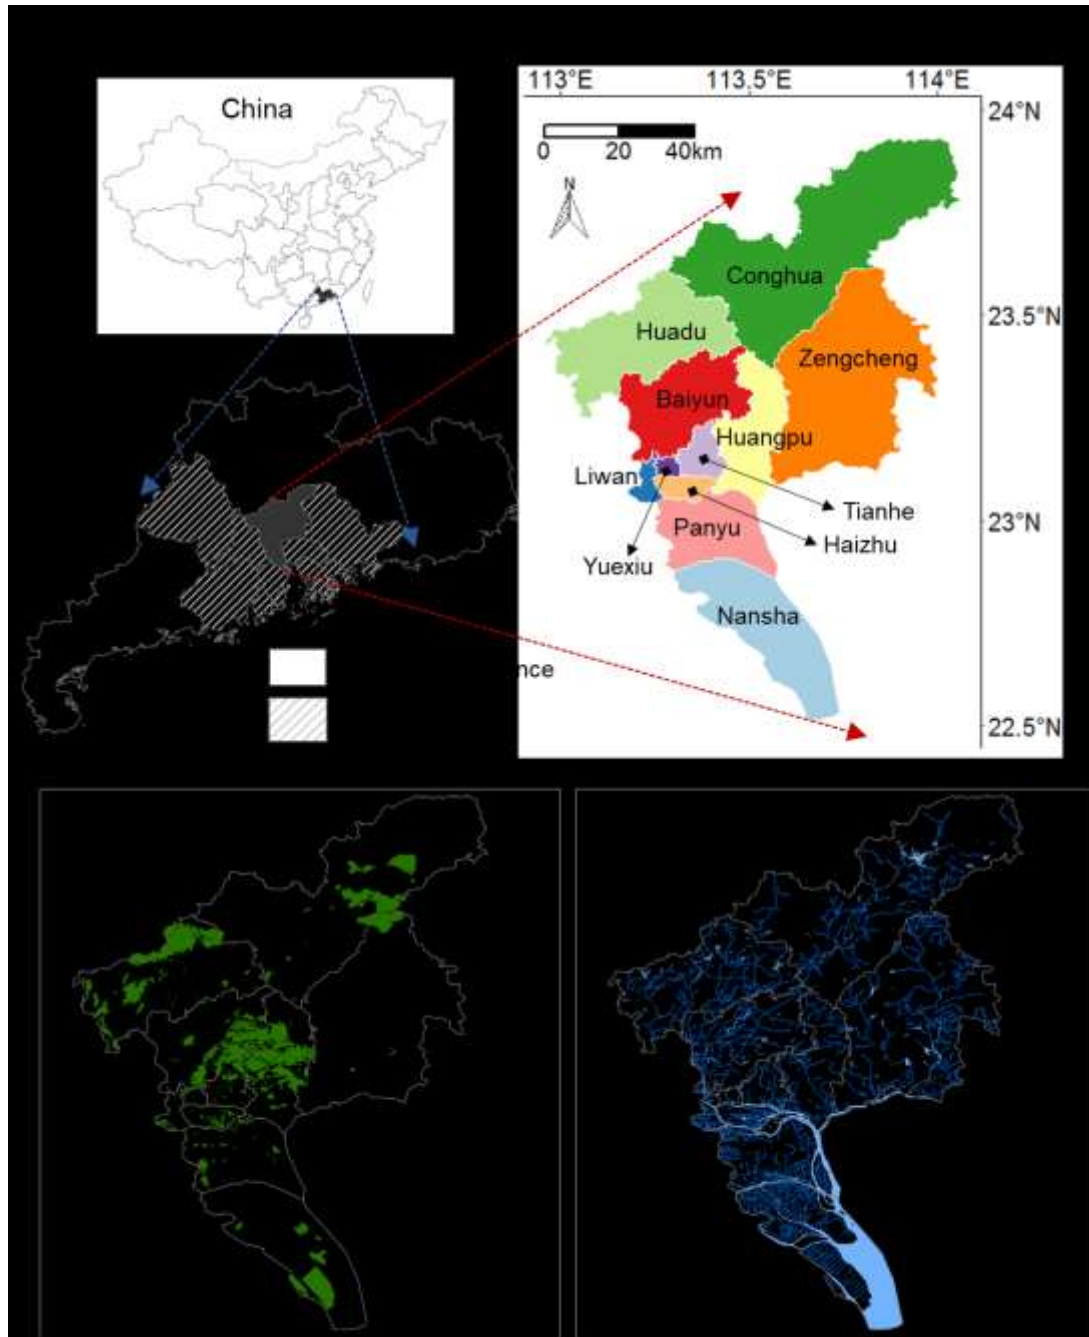 China
113°E 113.5°E 114°E
24°N
0 20 40km
N
Conghua
23.5°N
Huadu
Zengcheng
Baiyun
Huangpu
Liwan
Tianhe
23°N
Panyu
Haizhu
Yuexiu
Nansha
nce
22.5°N